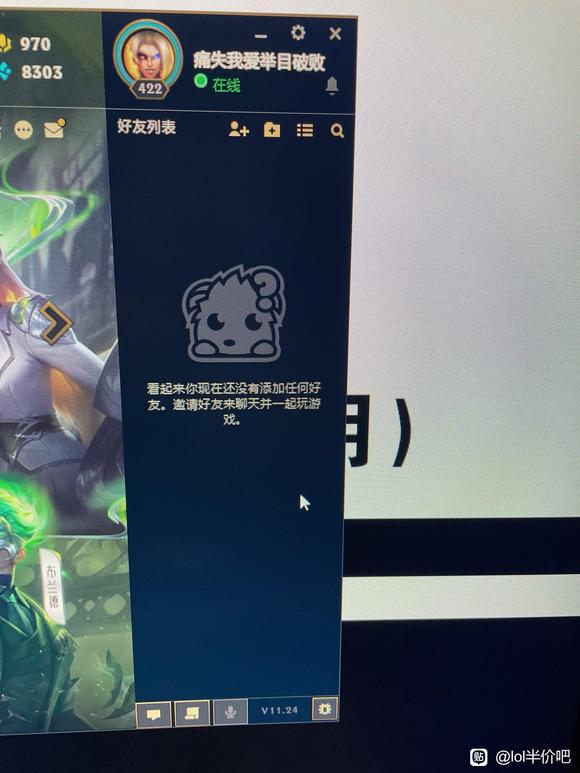 970
8303
422
痛失我爱举目破败
在线
好友列表
看起来你现在还没有添加任何好
友。邀请好友来聊天并一起玩游
戏。
月）
布兰德
V11.24
贴 @lol半价吧